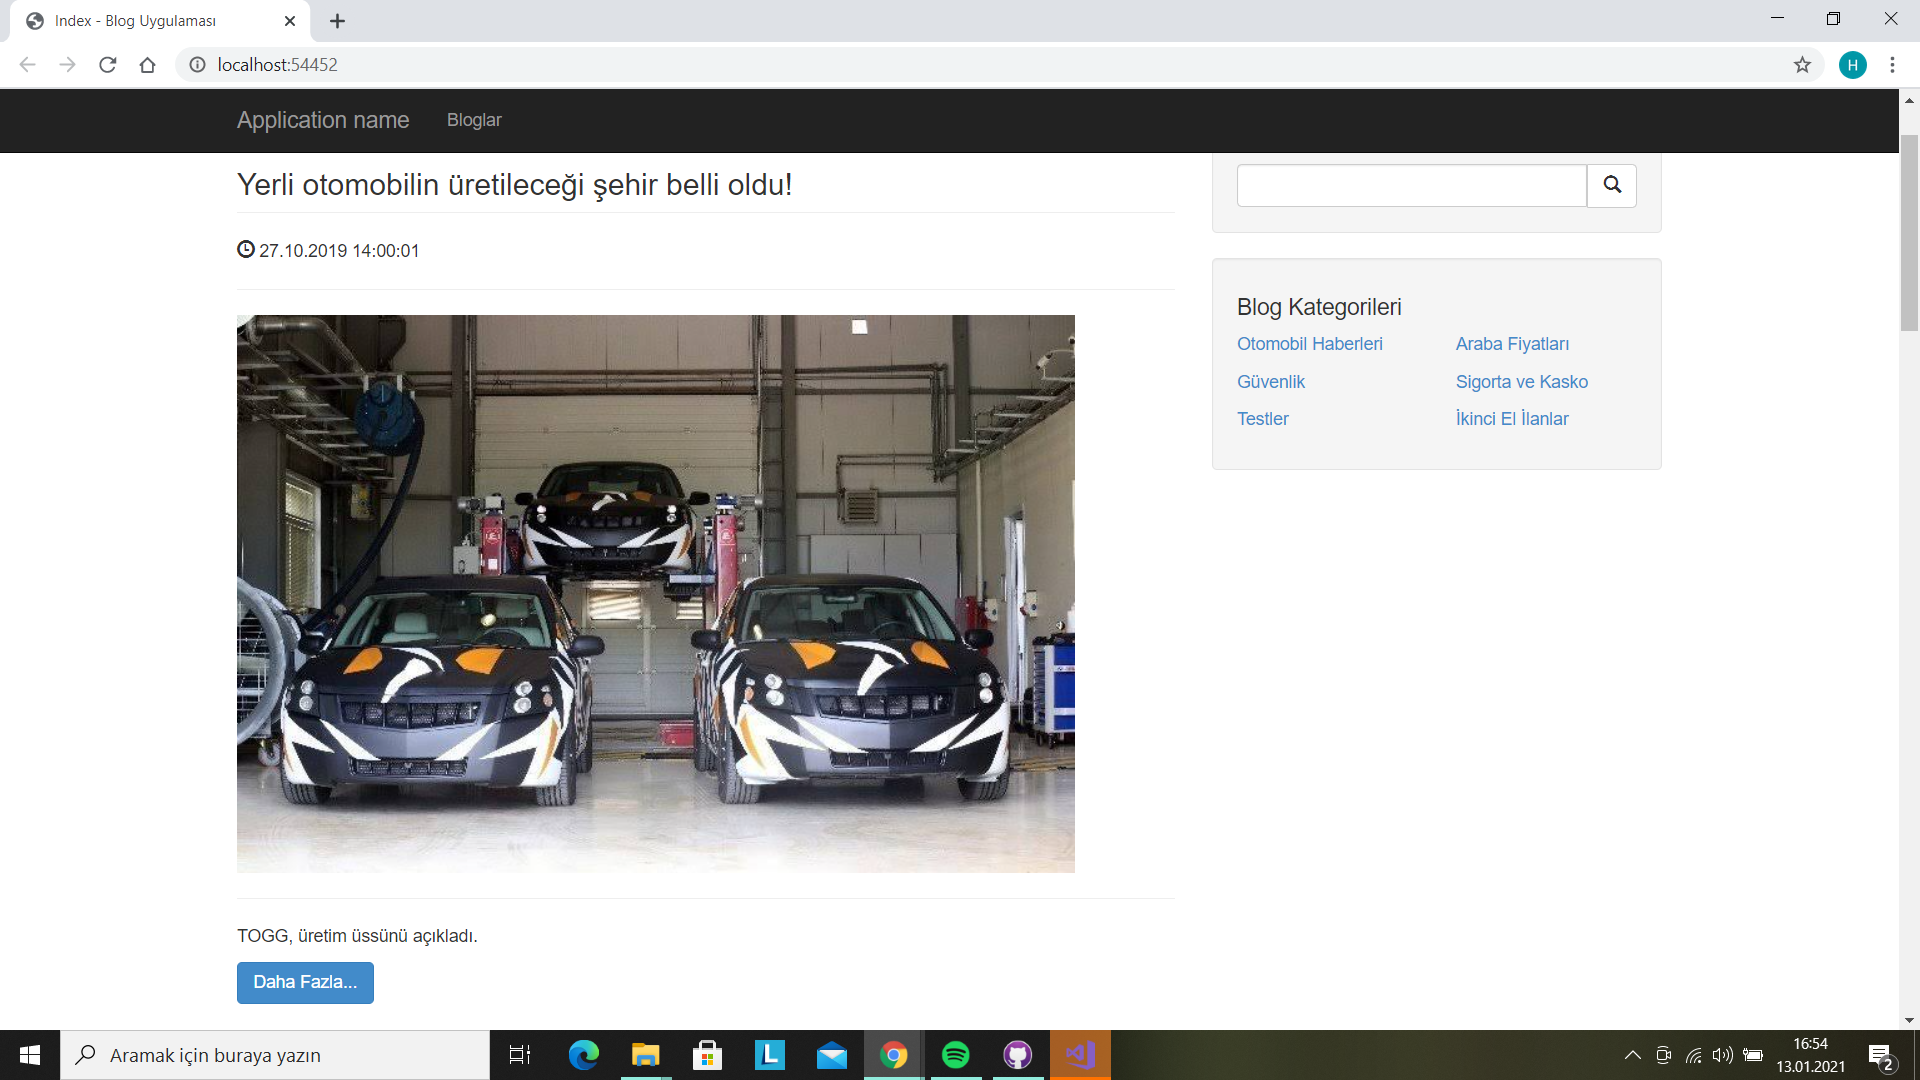 Index - Blog Uygulaması
localhost:54452
H
Application name
Bloglar
Yerli otomobilin üretileceği şehir belli oldu!
27.10.2019 14:00:01
Blog Kategorileri
Otomobil Haberleri
Araba Fiyatları
Güvenlik
Sigorta ve Kasko
Testler
İkinci El İlanlar
TOGG, üretim üssünü açıkladı.
Daha Fazla...
Aramak için buraya yazın
L
16:54
13.01.2021
2